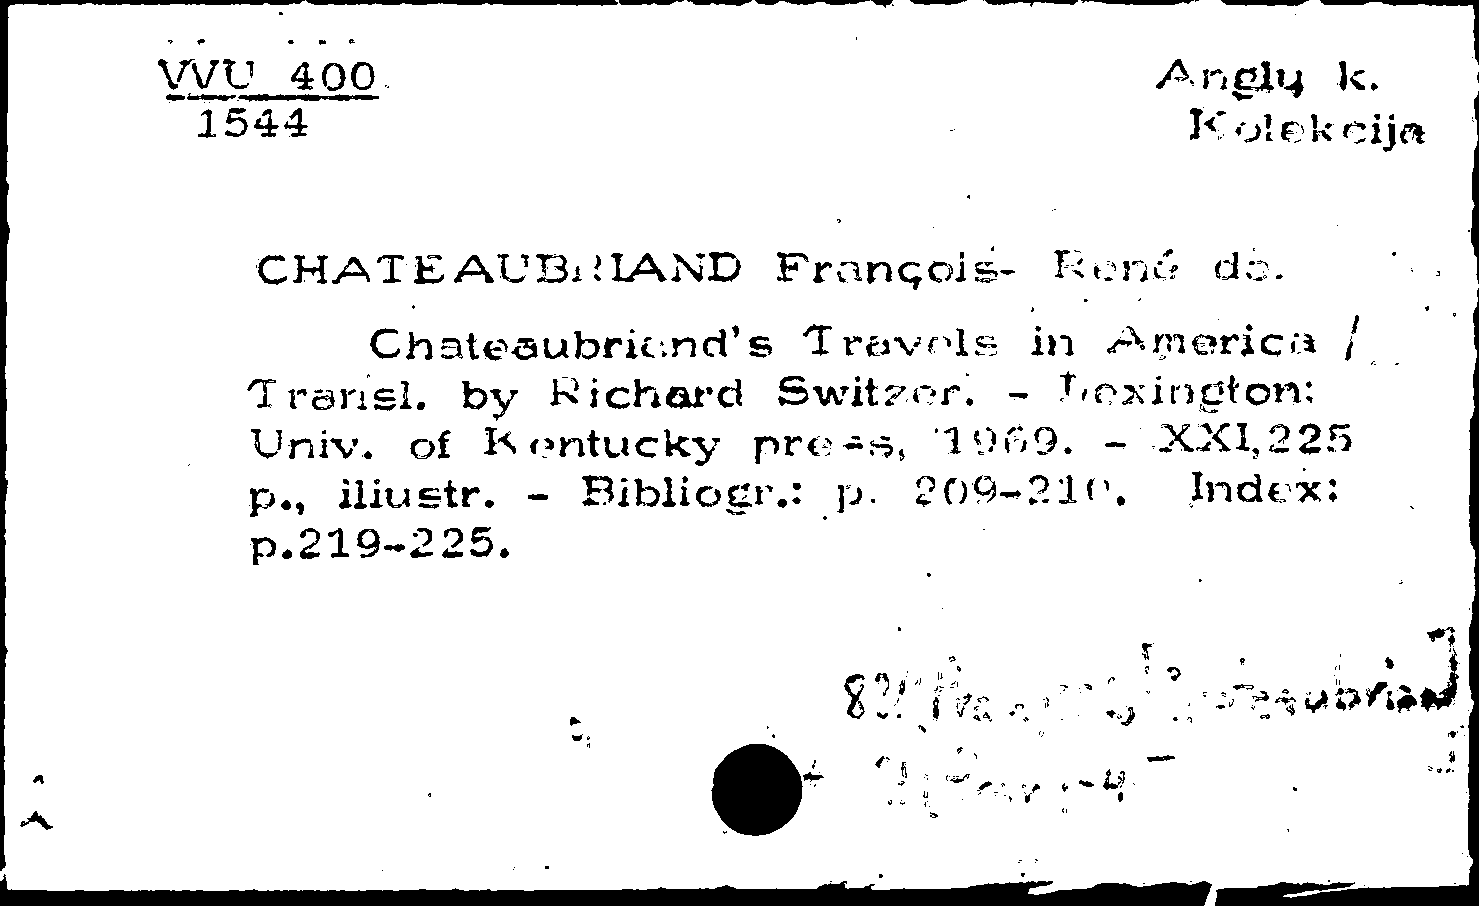 VVU 400
1544
Anglų k.
Kolekcija
CHATEAUBRIAND François-René de.
Chateaubriand's Travels in America /
Transl. by Richard Switzer. - Lexington:
Univ. of Kentucky press, 1969. - XXI,225
p., iliustr. - Bibliogr.: p. 209-210. Index:
p.219-225.